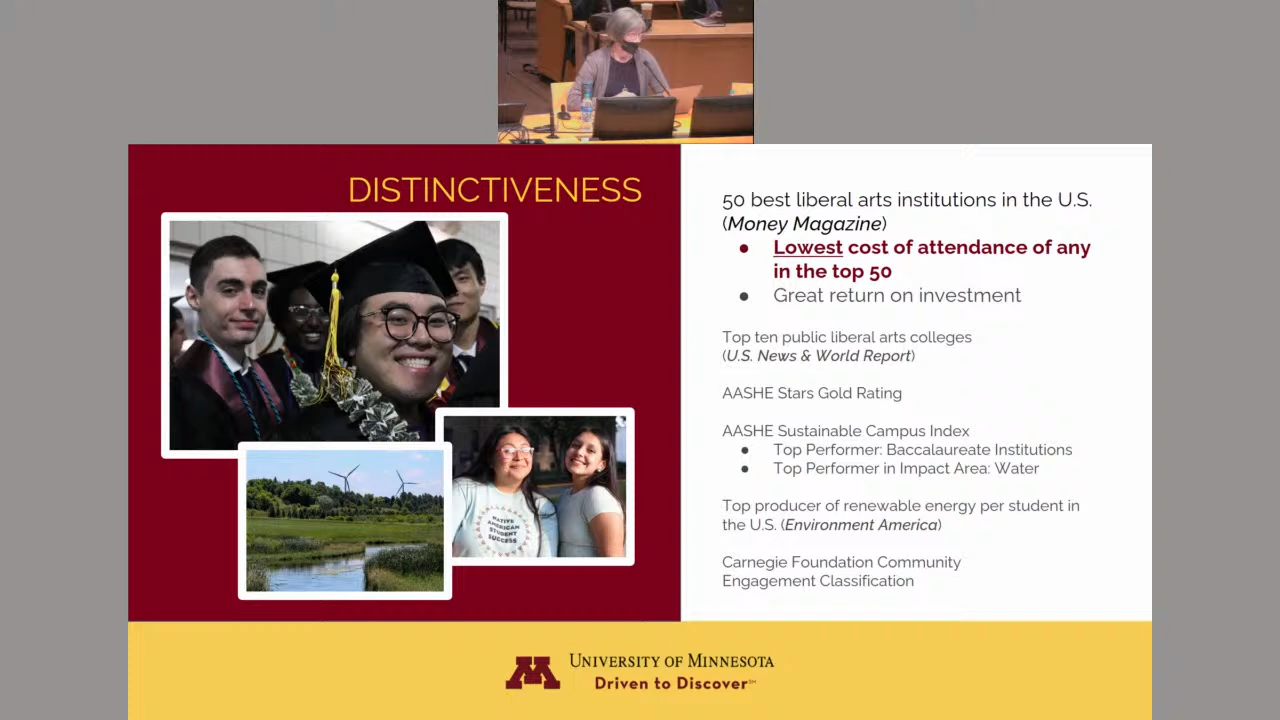 DISTINCTIVENESS
NATIVE
AMERICAN
STUDENT
SUCCESS
50 best liberal arts institutions in the U.S.
(Money Magazine)
● Lowest cost of attendance of any
in the top 50
● Great return on investment
Top ten public liberal arts colleges
(U.S. News & World Report)
AASHE Stars Gold Rating
AASHE Sustainable Campus Index
● Top Performer: Baccalaureate Institutions
● Top Performer in Impact Area: Water
Top producer of renewable energy per student in
the U.S. (Environment America)
Carnegie Foundation Community
Engagement Classification
M
UNIVERSITY OF MINNESOTA
Driven to Discover℠